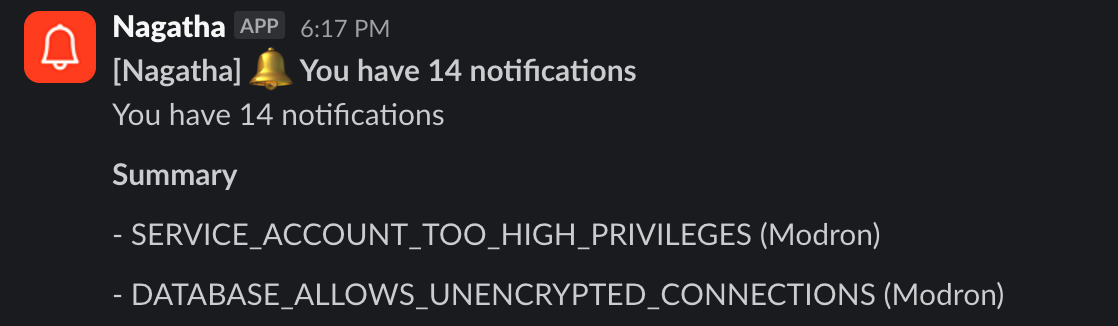 Nagatha APP 6:17 PM
[Nagatha] 🔔 You have 14 notifications
You have 14 notifications
Summary
- SERVICE_ACCOUNT_TOO_HIGH_PRIVILEGES (Modron)
- DATABASE_ALLOWS_UNENCRYPTED_CONNECTIONS (Modron)